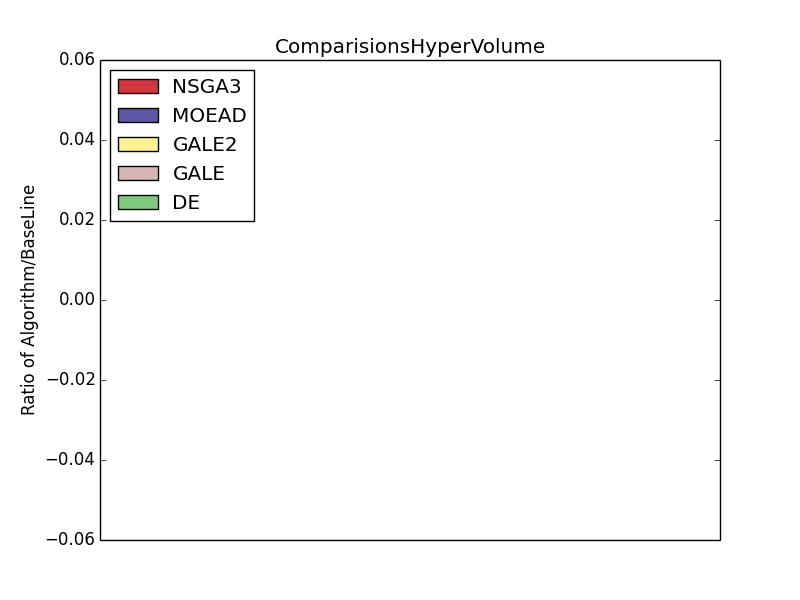 ComparisionsHyperVolume
0.06
0.04
0.02
0.00
−0.02
−0.04
−0.06
Ratio of Algorithm/BaseLine
NSGA3
MOEAD
GALE2
GALE
DE